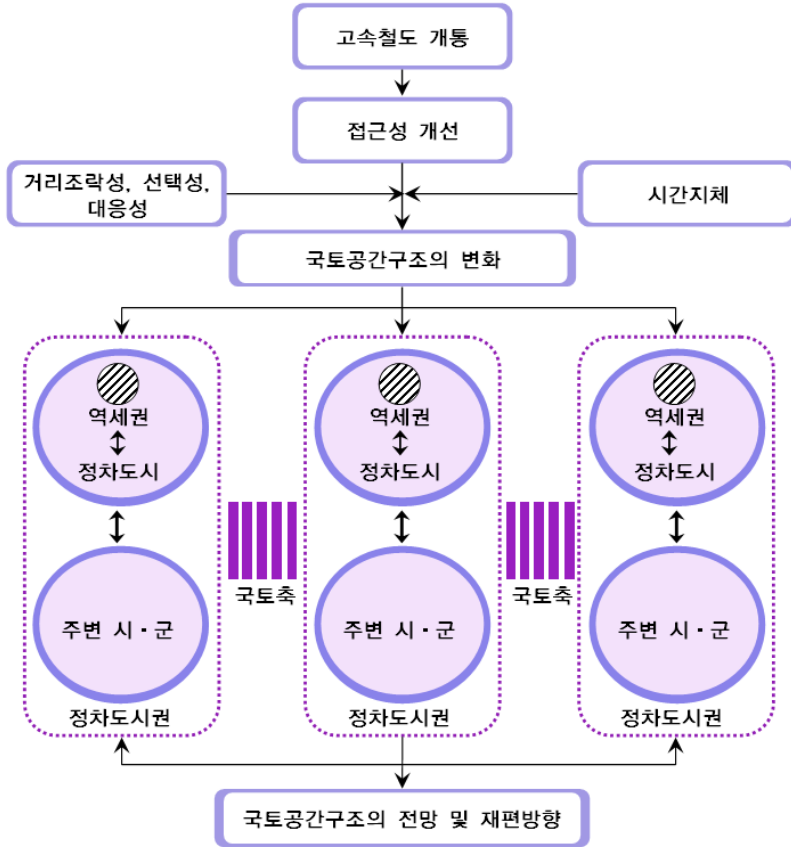 고속철도 개통
접근성 개선
거리조락성, 선택성,
대응성
시간지체
국토공간구조의 변화
역세권
정차도시
주변 시·군
정차도시권
국토축
역세권
정차도시
주변 시·군
정차도시권
국토축
역세권
정차도시
주변 시·군
정차도시권
국토공간구조의 전망 및 재편방향